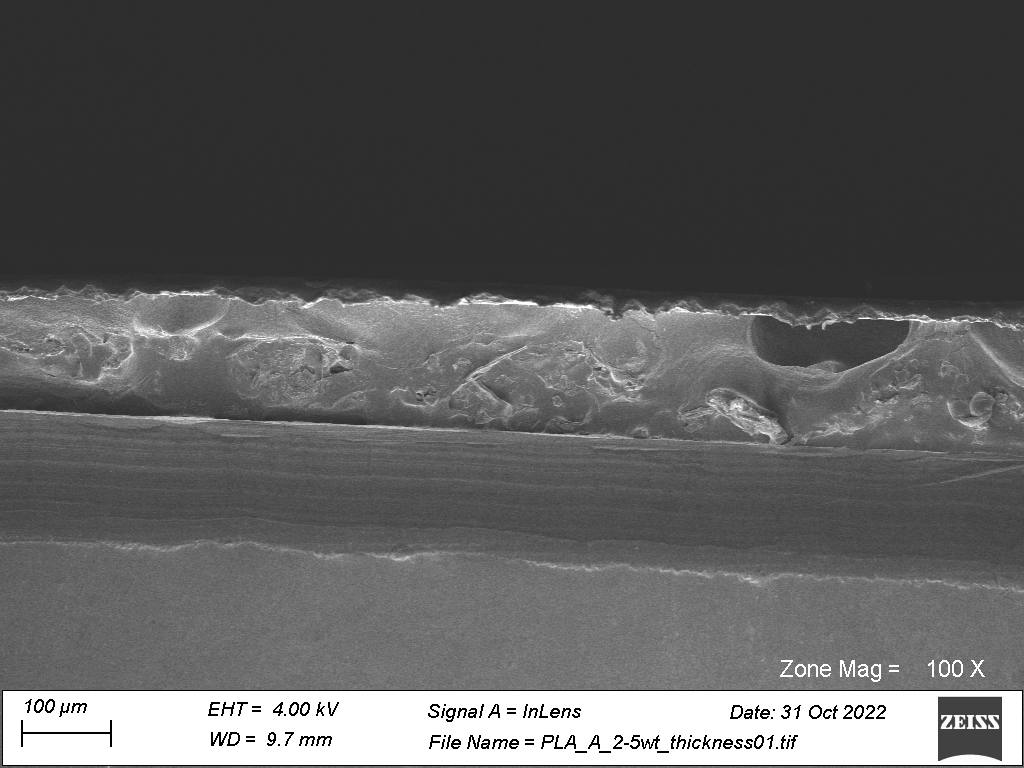 Zone Mag = 100 X
100 µm
EHT = 4.00 kV
Signal A = InLens
Date: 31 Oct 2022
ZEISS
WD = 9.7 mm
File Name = PLA_A_2-5wt_thickness01.tif